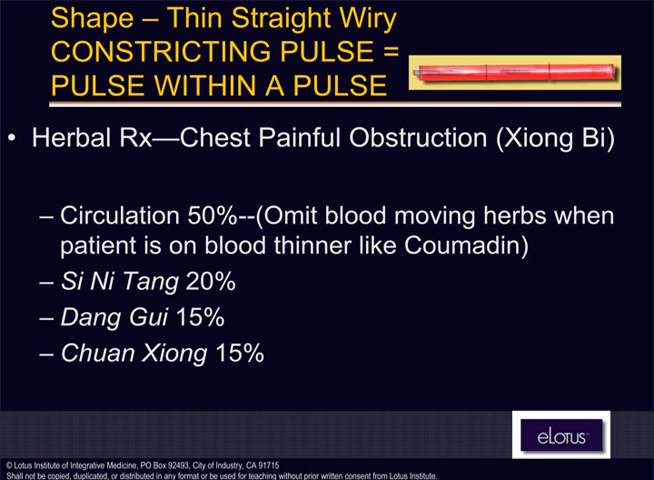 Shape – Thin Straight Wiry
CONSTRICTING PULSE =
PULSE WITHIN A PULSE
• Herbal Rx—Chest Painful Obstruction (Xiong Bi)
– Circulation 50%--(Omit blood moving herbs when
patient is on blood thinner like Coumadin)
– Si Ni Tang 20%
– Dang Gui 15%
– Chuan Xiong 15%
eLotus
© Lotus Institute of Integrative Medicine, PO Box 92493, City of Industry, CA 91715
Shall not be copied, duplicated, or distributed in any format or be used for teaching without prior written consent from Lotus Institute.